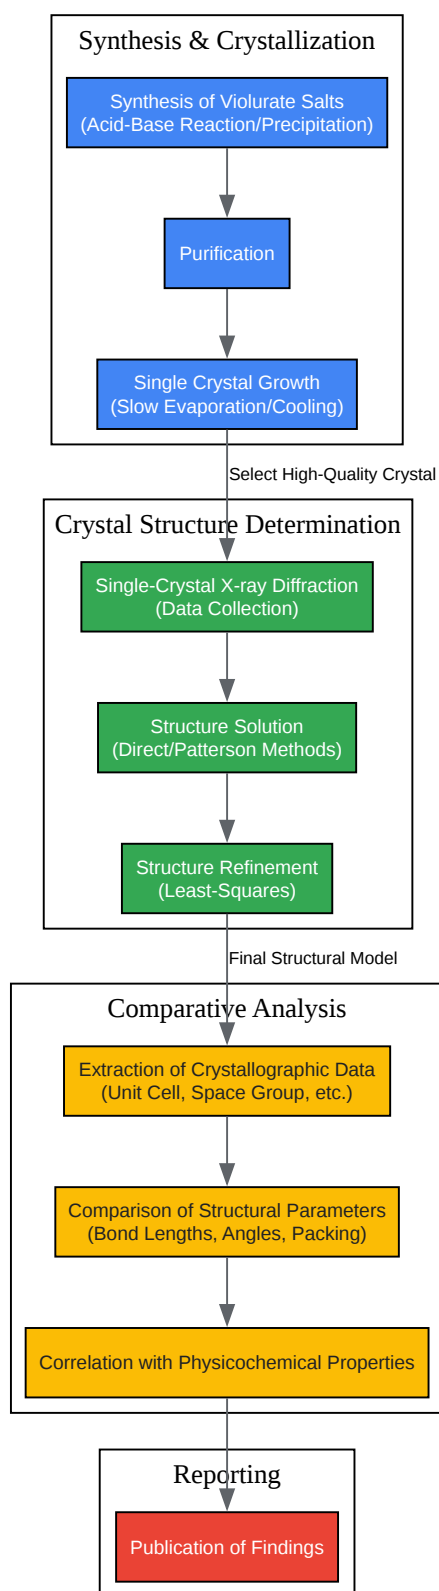 Synthesis & Crystallization
Synthesis of Violurate Salts
(Acid-Base Reaction/Precipitation)
Purification
Single Crystal Growth
(Slow Evaporation/Cooling)
Select High-Quality Crystal
Crystal Structure Determination
Single-Crystal X-ray Diffraction
(Data Collection)
Structure Solution
(Direct/Patterson Methods)
Structure Refinement
(Least-Squares)
Final Structural Model
Comparative Analysis
Extraction of Crystallographic Data
(Unit Cell, Space Group, etc.)
Comparison of Structural Parameters
(Bond Lengths, Angles, Packing)
Correlation with Physicochemical Properties
Reporting
Publication of Findings